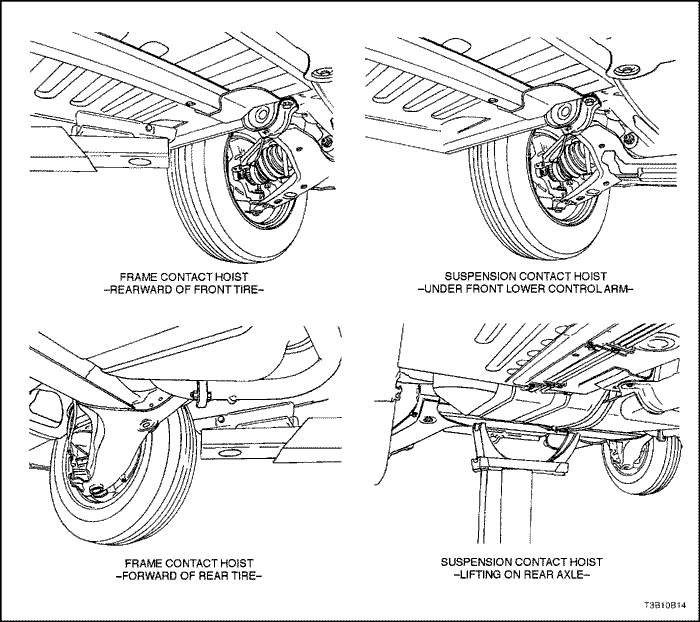 FRAME CONTACT HOIST
–REARWARD OF FRONT TIRE–
SUSPENSION CONTACT HOIST
–UNDER FRONT LOWER CONTROL ARM–
FRAME CONTACT HOIST
–FORWARD OF REAR TIRE–
SUSPENSION CONTACT HOIST
–LIFTING ON REAR AXLE–
T3B10B14